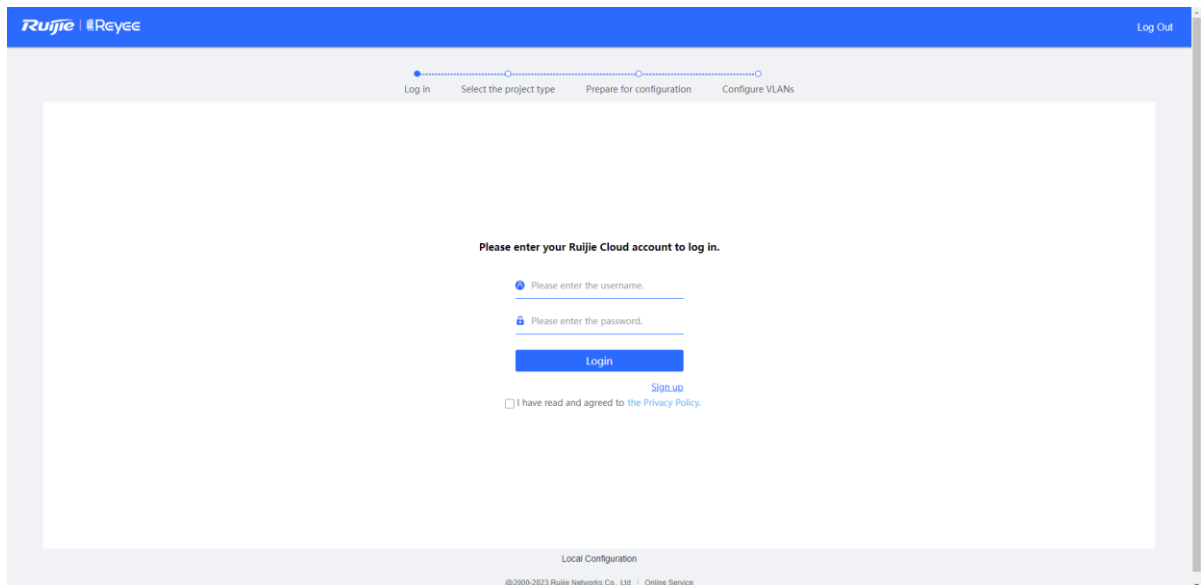 Ruijie | Reyee
Log Out
Log in Select the project type Prepare for configuration Configure VLANs
Please enter your Ruijie Cloud account to log in.
Please enter the username.
Please enter the password.
Login
Sign up
I have read and agreed to the Privacy Policy.
Local Configuration
@2000-2023 Ruijie Networks Co., Ltd | Online Service